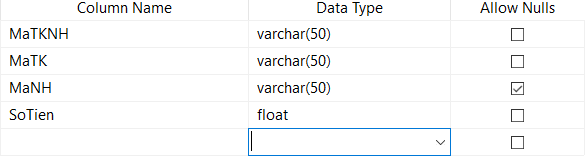 Column Name Data Type Allow Nulls
MaTKNH varchar(50)
MaTK varchar(50)
MaNH varchar(50)
SoTien float